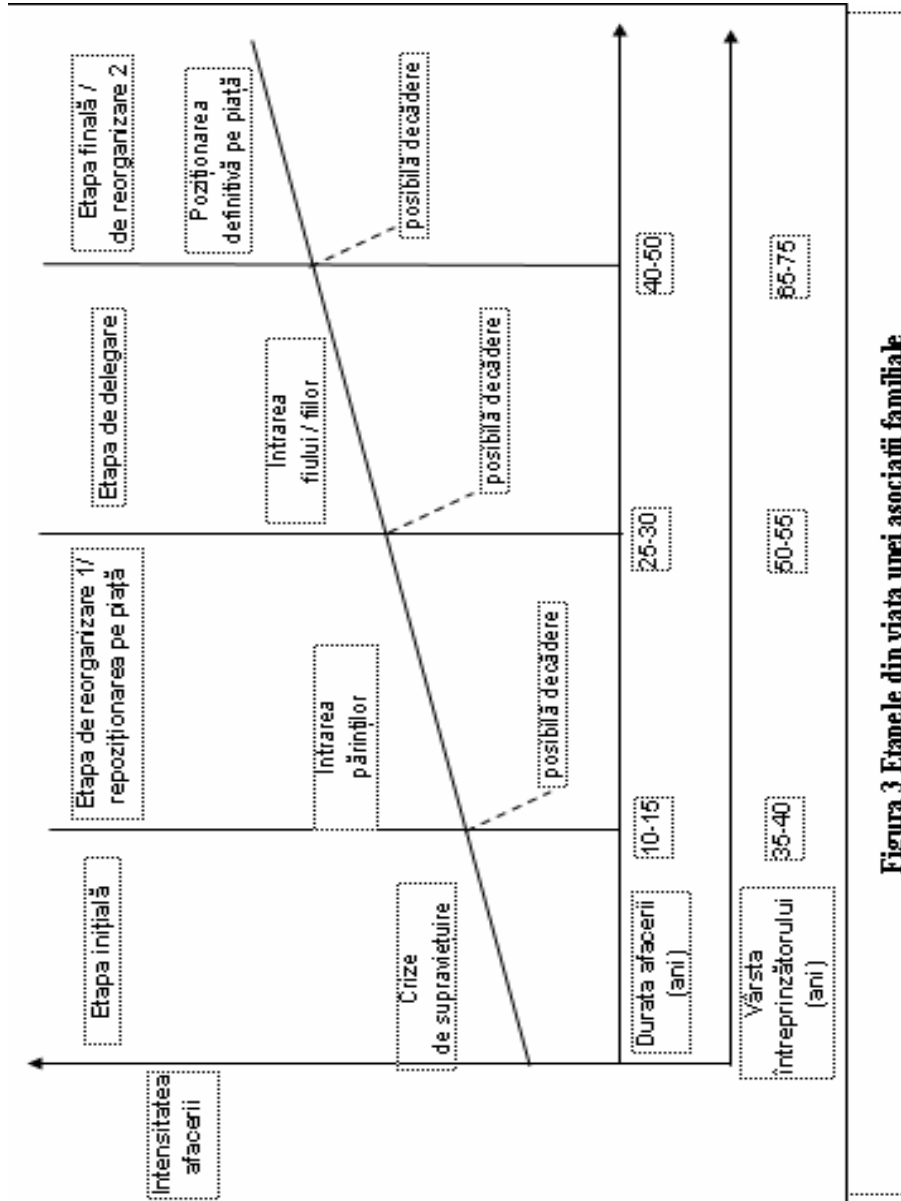 Intensitatea
afacerii
Etapa inițială
Etapa de reorganizare 1/
repoziționarea pe piață
Etapa de delegare
Etapa finală /
de reorganizare 2
Crize
de supravietuire
Intrarea
părinților
Intrarea
fiului / fiilor
Poziționarea
definitivă pe piață
posibilă decădere
posibilă decădere
posibilă decădere
Durata afacerii
(ani)
10-15
25-30
40-50
Vârsta
întreprinzătorului
(ani)
35-40
50-55
65-75
Figura 3 Etapele din viata unei asociatii familiale